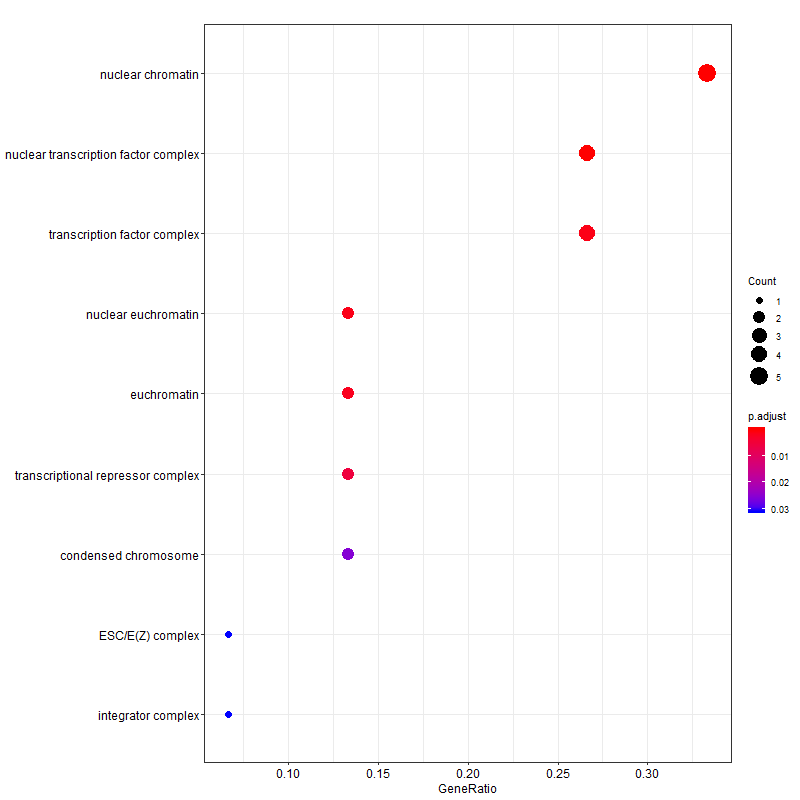 nuclear chromatin
nuclear transcription factor complex
transcription factor complex
nuclear euchromatin
euchromatin
transcriptional repressor complex
condensed chromosome
ESC/E(Z) complex
integrator complex
0.10 0.15 0.20 0.25 0.30
GeneRatio
Count
1
2
3
4
5
p.adjust
0.01
0.02
0.03